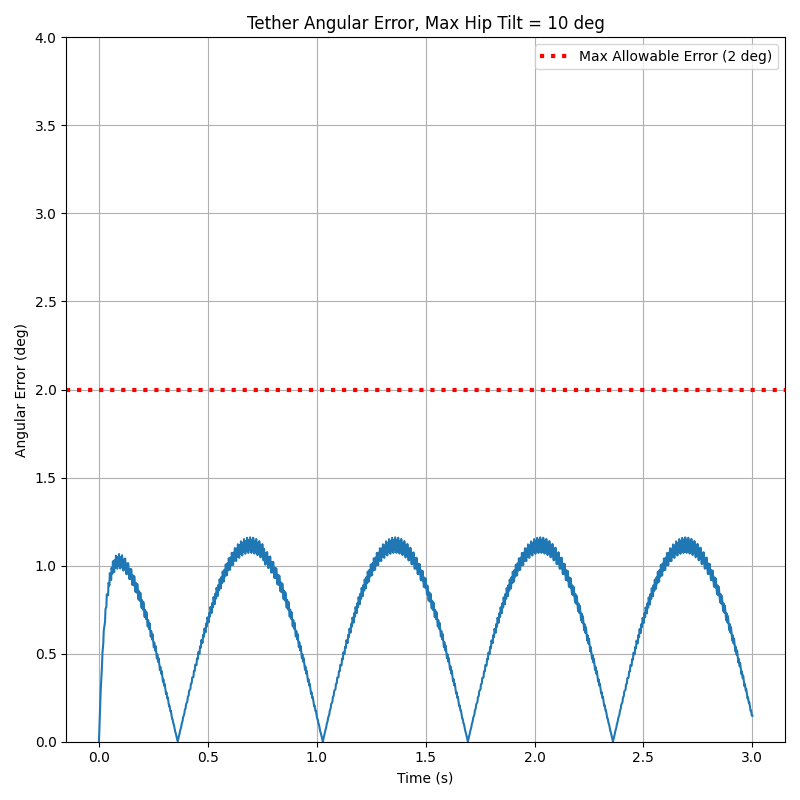 Tether Angular Error, Max Hip Tilt = 10 deg
Max Allowable Error (2 deg)
4.0
3.5
3.0
2.5
2.0
1.5
1.0
0.5
0.0
Angular Error (deg)
0.0 0.5 1.0 1.5 2.0 2.5 3.0
Time (s)